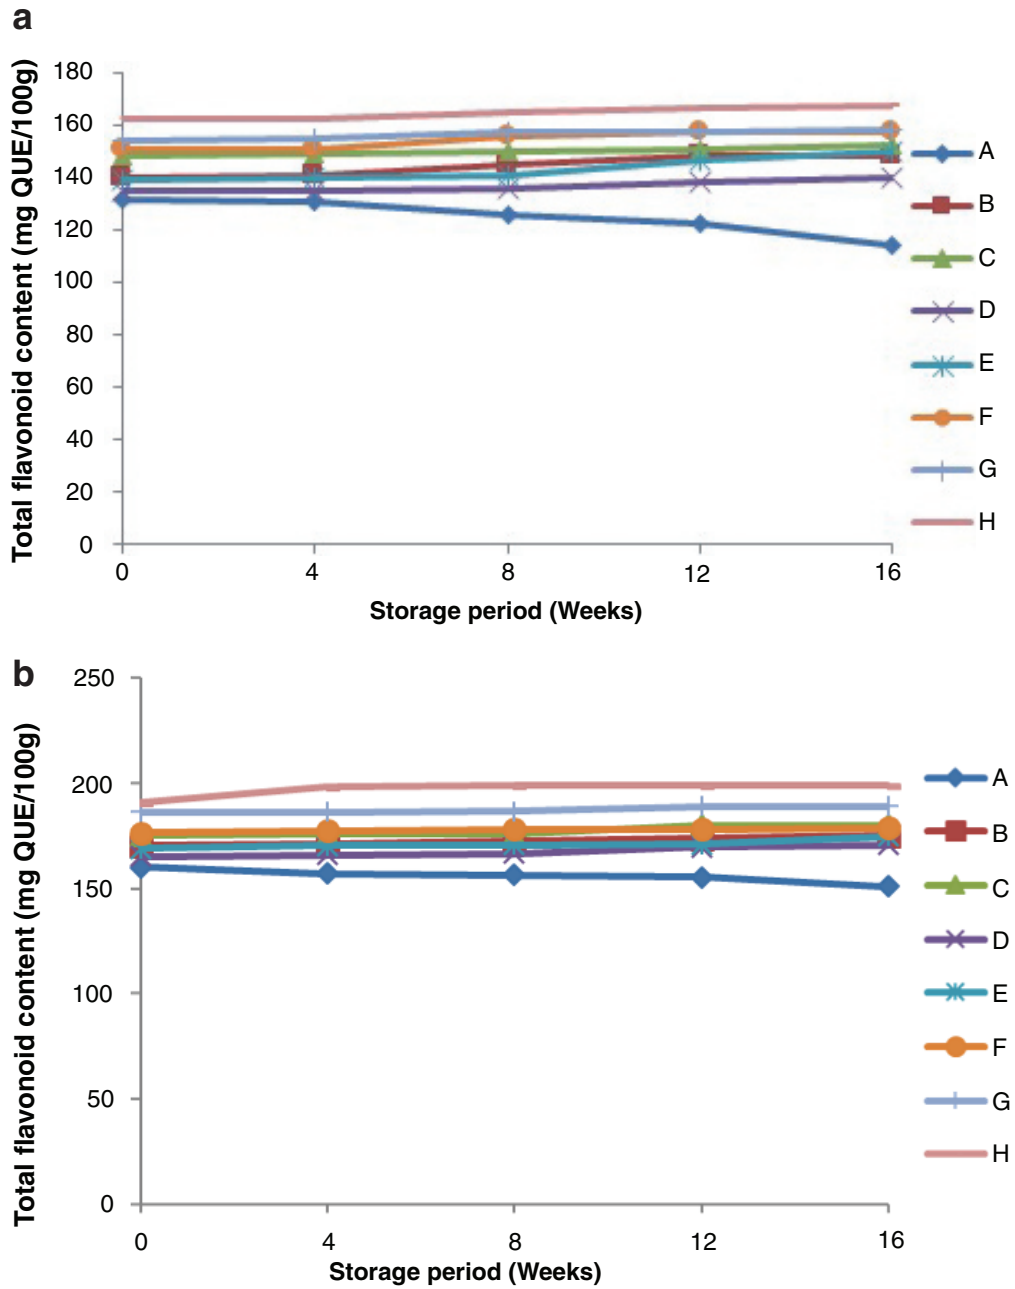 a
Total flavonoid content (mg QUE/100g)
180
160
140
120
100
80
60
40
20
0
0 4 8 12 16
Storage period (Weeks)
A
B
C
D
E
F
G
H
b
Total flavonoid content (mg QUE/100g)
250
200
150
100
50
0
0 4 8 12 16
Storage period (Weeks)
A
B
C
D
E
F
G
H